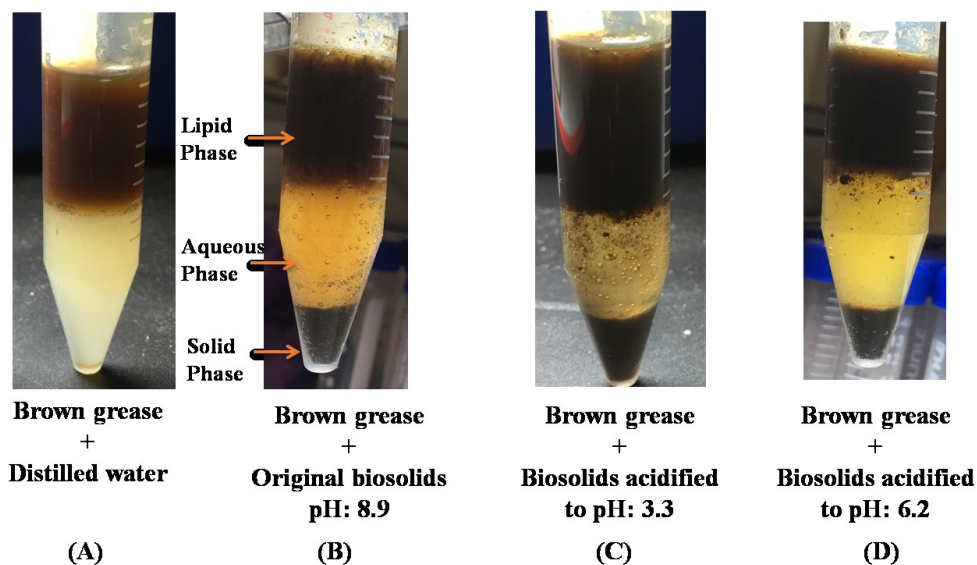 Lipid
Phase
Aqueous
Phase
Solid
Phase
Brown grease
+
Distilled water
(A)
Brown grease
+
Original biosolids
pH: 8.9
(B)
Brown grease
+
Biosolids acidified
to pH: 3.3
(C)
Brown grease
+
Biosolids acidified
to pH: 6.2
(D)